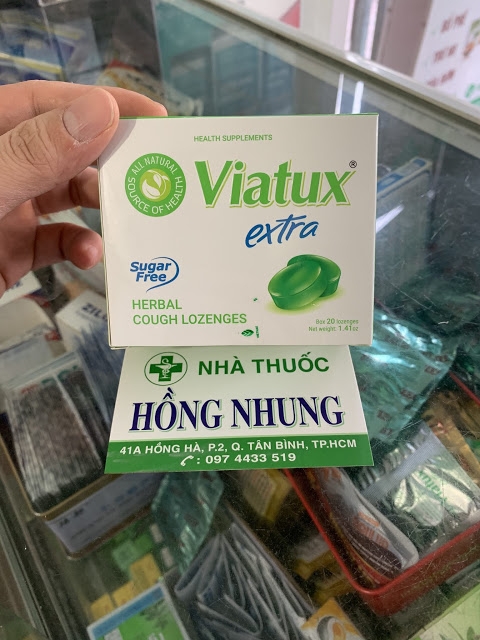 HEALTH SUPPLEMENTS
ALL NATURAL
SOURCE OF HEALTH
Viatux®
extra
Sugar
Free
HERBAL
COUGH LOZENGES
Box 20 lozenges
Net weight: 1.41oz
NHÀ THUỐC
HỒNG NHUNG
41A HỒNG HÀ, P.2, Q. TÂN BÌNH, TP.HCM
: 097 4433 519